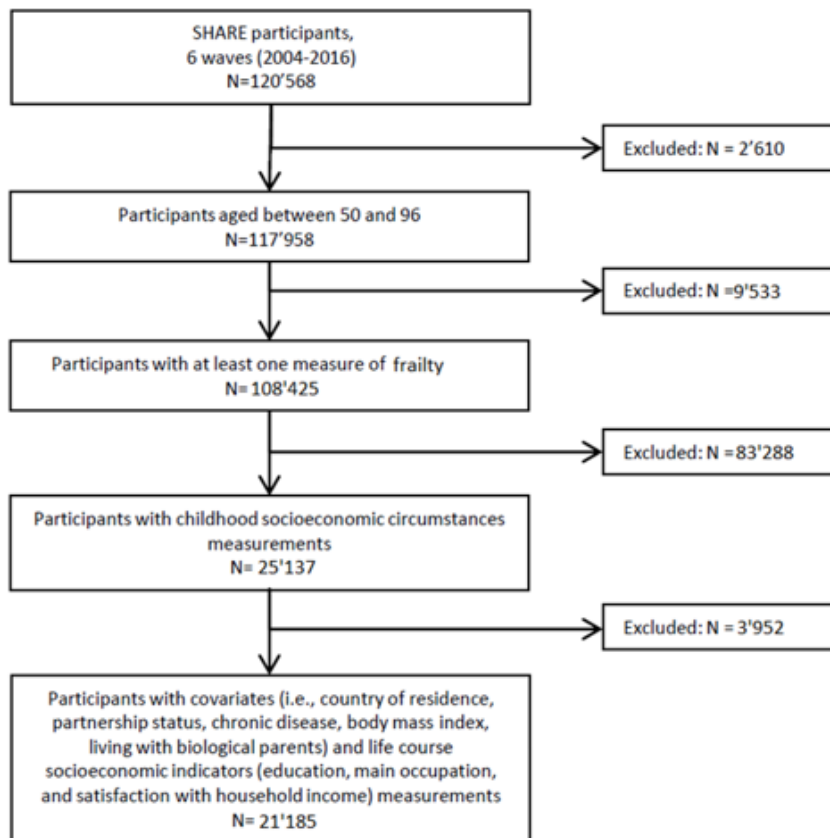 SHARE participants,
6 waves (2004-2016)
N=120’568
Excluded: N = 2’610
Participants aged between 50 and 96
N=117’958
Excluded: N =9'533
Participants with at least one measure of frailty
N= 108'425
Excluded: N = 83'288
Participants with childhood socioeconomic circumstances
measurements
N= 25'137
Excluded: N = 3'952
Participants with covariates (i.e., country of residence,
partnership status, chronic disease, body mass index,
living with biological parents) and life course
socioeconomic indicators (education, main occupation,
and satisfaction with household income) measurements
N= 21'185